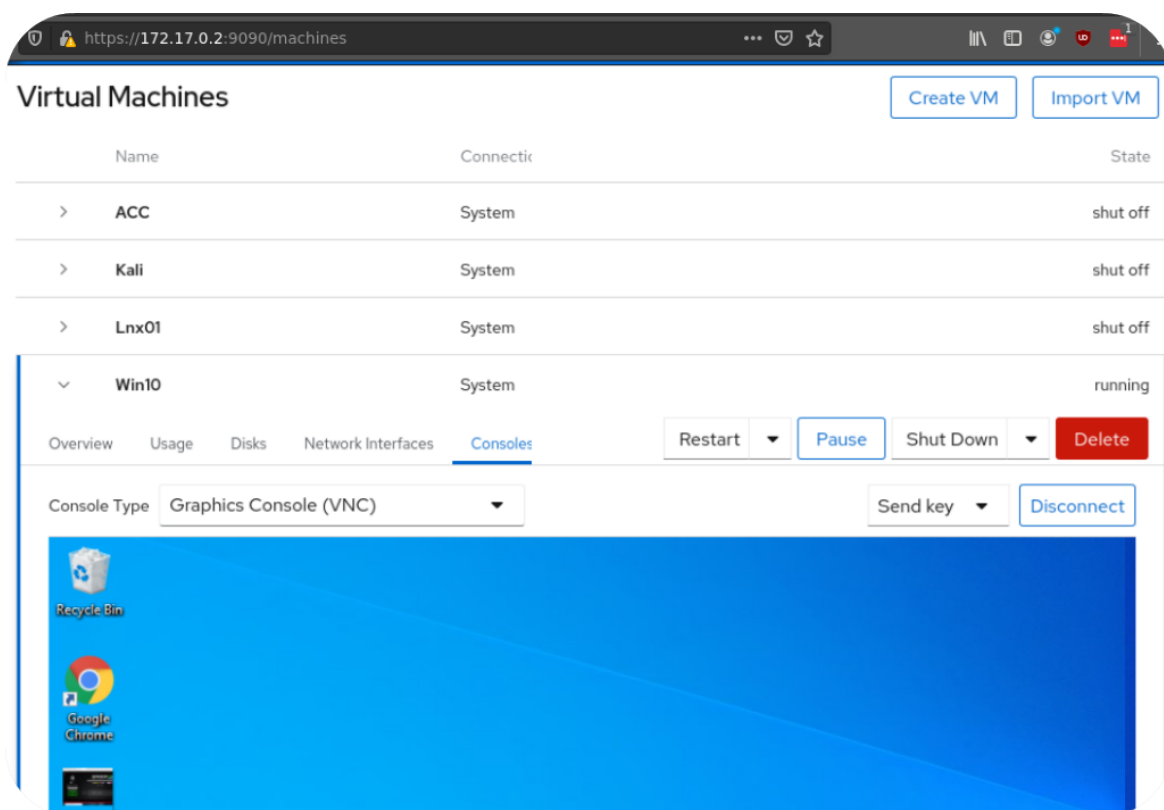 https://172.17.0.2:9090/machines
1
Virtual Machines
Create VM
Import VM
Name
Connectic
State
ACC
System
shut off
Kali
System
shut off
Lnx01
System
shut off
Win10
System
running
Overview
Usage
Disks
Network Interfaces
Consoles
Restart
Pause
Shut Down
Delete
Console Type
Graphics Console (VNC)
Send key
Disconnect
Recycle Bin
Google
Chrome